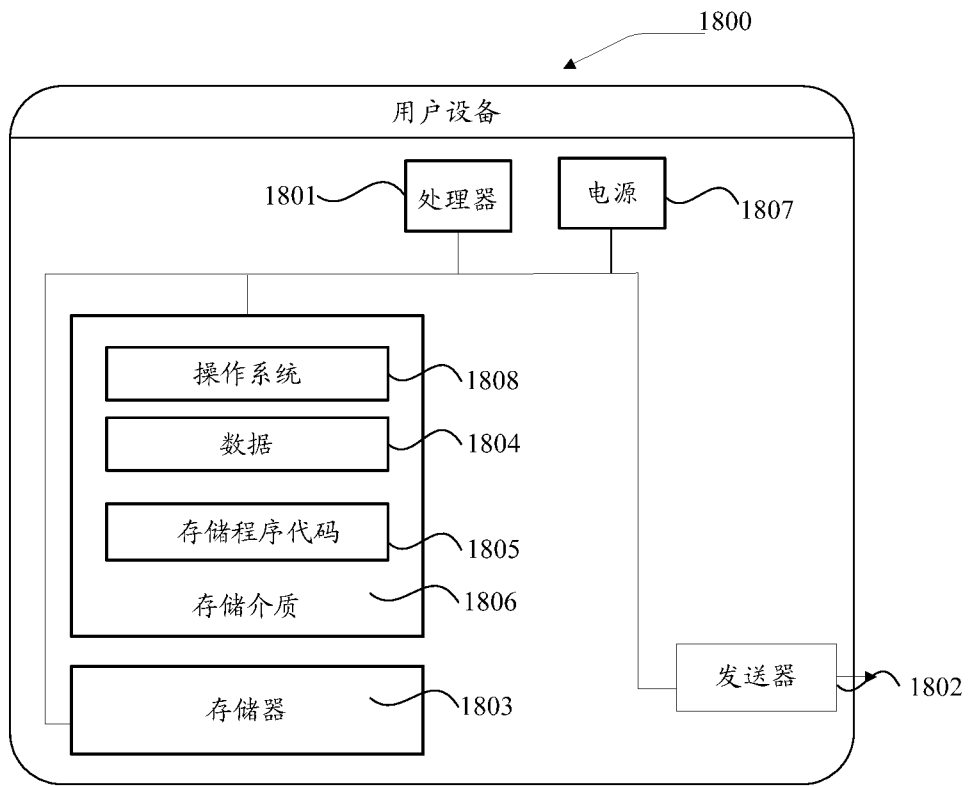 1800
用户设备
1801
处理器
电源
1807
操作系统
1808
数据
1804
存储程序代码
1805
存储介质
1806
存储器
1803
发送器
1802